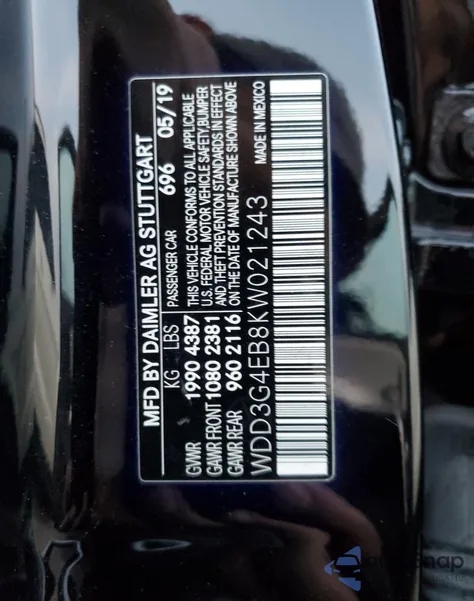 MFD BY DAIMLER AG STUTTGART
696 05/19
KG LBS PASSENGER CAR
GVWR 1990 4387
GAWR FRONT 1080 2381
GAWR REAR 960 2116
THIS VEHICLE CONFORMS TO ALL APPLICABLE
U.S. FEDERAL MOTOR VEHICLE SAFETY, BUMPER
AND THEFT PREVENTION STANDARDS IN EFFECT
ON THE DATE OF MANUFACTURE SHOWN ABOVE
WDD3G4EB8KW021243
MADE IN MEXICO